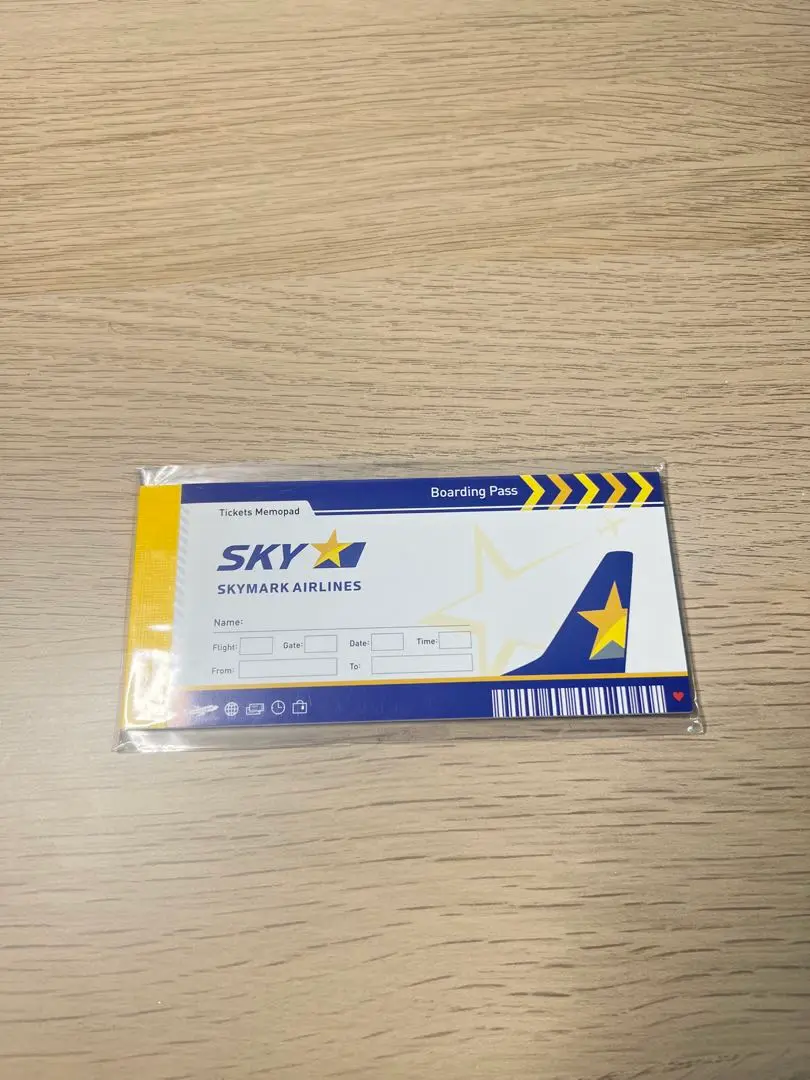 Boarding Pass
Tickets Memopad
SKY
SKYMARK AIRLINES
Name:
Flight: Gate: Date: Time:
From: To: